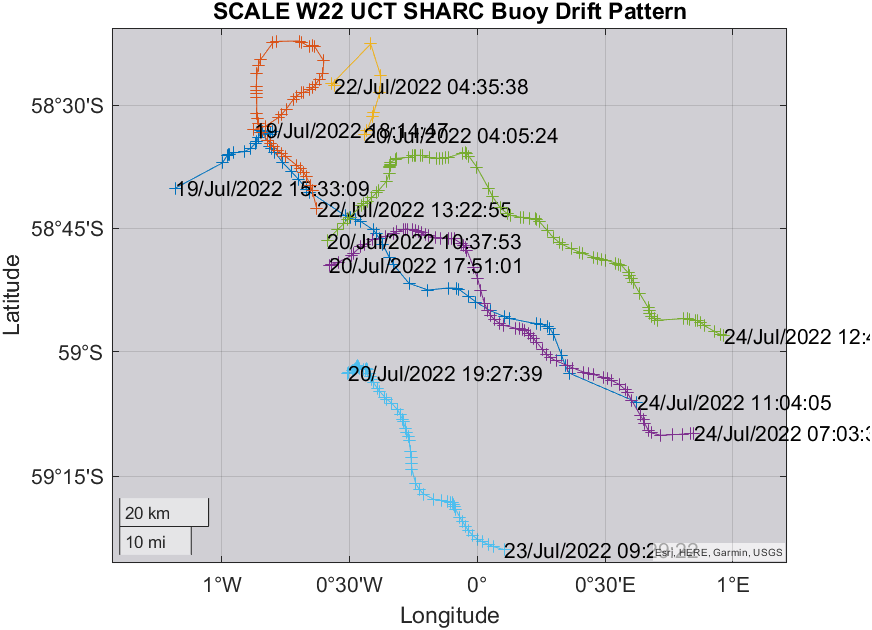 SCALE W22 UCT SHARC Buoy Drift Pattern
22/Jul/2022 04:35:38
58°30'S
19/Jul/2022 18:14:47
20/Jul/2022 04:05:24
19/Jul/2022 15:33:09
22/Jul/2022 13:22:55
58°45'S
20/Jul/2022 10:37:53
20/Jul/2022 17:51:01
Latitude
24/Jul/2022 12:4
59°S
20/Jul/2022 19:27:39
24/Jul/2022 11:04:05
24/Jul/2022 07:03:3
59°15'S
20 km
10 mi
23/Jul/2022 09:29:22
Esri, HERE, Garmin, USGS
1°W
0°30'W
0°
0°30'E
1°E
Longitude